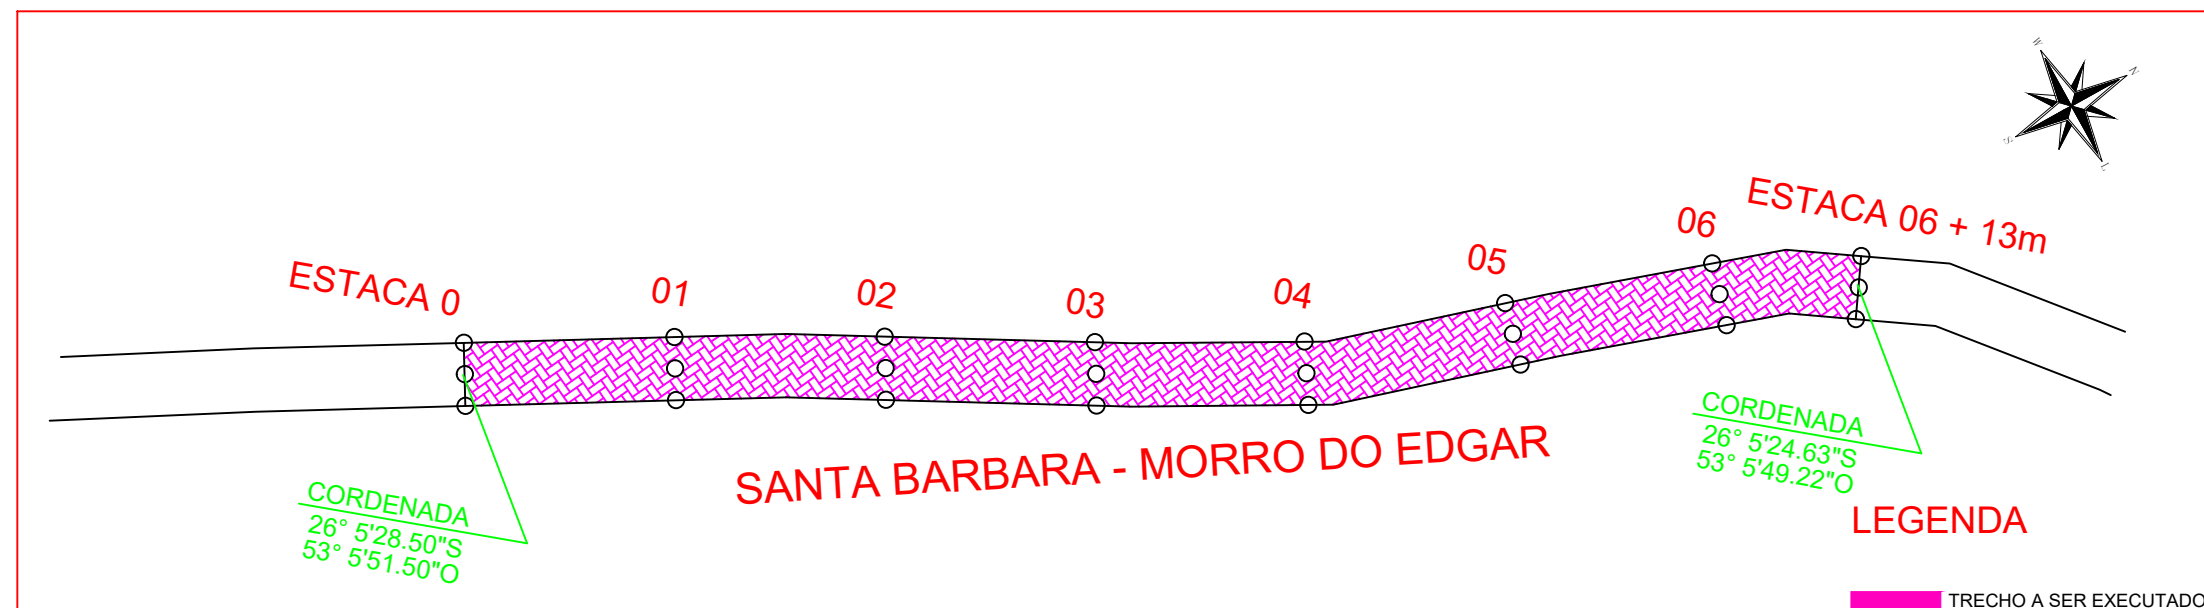 W
N
S
L
ESTACA 0
01
02
03
04
05
06
ESTACA 06 + 13m
SANTA BARBARA - MORRO DO EDGAR
CORDENADA
26° 5'28.50"S
53° 5'51.50"O
CORDENADA
26° 5'24.63"S
53° 5'49.22"O
LEGENDA
TRECHO A SER EXECUTADO